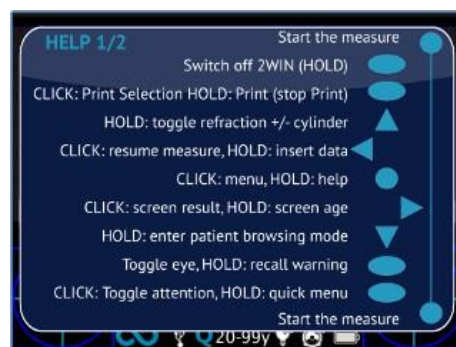 HELP 1/2
Start the measure
Switch off 2WIN (HOLD)
CLICK: Print Selection HOLD: Print (stop Print)
HOLD: toggle refraction +/- cylinder
CLICK: resume measure, HOLD: insert data
CLICK: menu, HOLD: help
CLICK: screen result, HOLD: screen age
HOLD: enter patient browsing mode
Toggle eye, HOLD: recall warning
CLICK: Toggle attention, HOLD: quick menu
Start the measure
20-99y